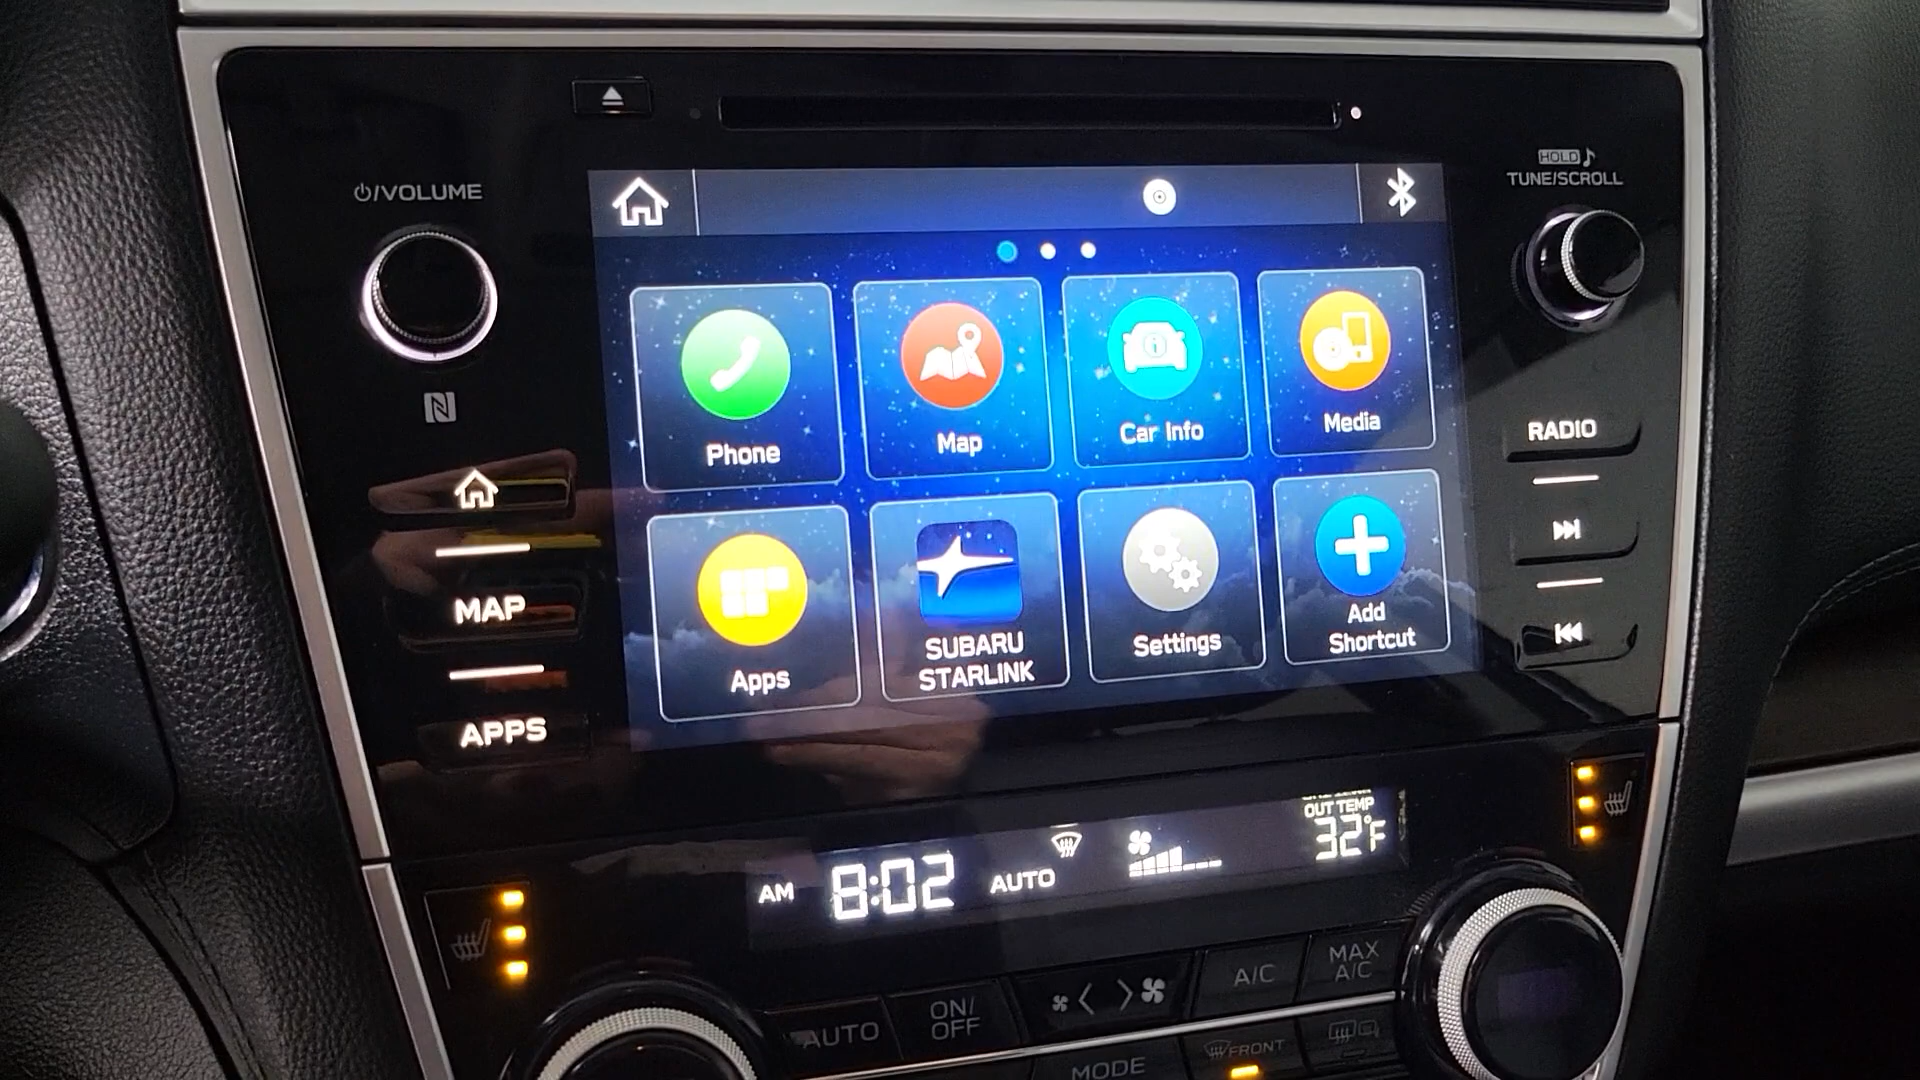 HOLD
VOLUME
TUNE/SCROLL
Phone
Map
Car Info
Media
RADIO
MAP
APPS
Apps
SUBARU
STARLINK
Settings
Add
Shortcut
OUT TEMP
32°F
AM 8:02 AUTO
AUTO
ON/
OFF
A/C
MAX
A/C
MODE
FRONT